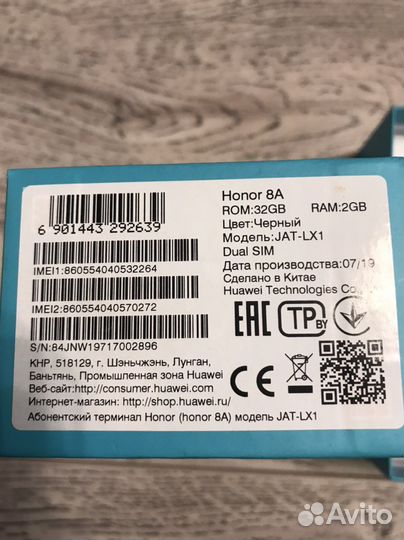 Honor 8A
ROM:32GB RAM:2GB
Цвет:Черный
Модель:JAT-LX1
Dual SIM
Дата производства:07/19
Сделано в Китае
Huawei Technologies Co.,
6 901443 292639
IMEI1:860554040532264
IMEI2:860554040570272
S/N:84JNW19717002896
EAC
TP BY
CE
КНР, 518129, г. Шэньчжэнь, Лунган,
Баньтянь, Промышленная зона Huawei
Веб-сайт:http://consumer.huawei.com
Интернет-магазин: http://shop.huawei.ru/
Абонентский терминал Honor (honor 8A) модель JAT-LX1
Avito